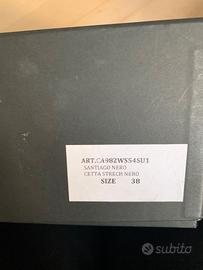 ART.CA982WS54SU1
SANTIAGO NERO
CETTA STRECH NERO
SIZE 38
subito